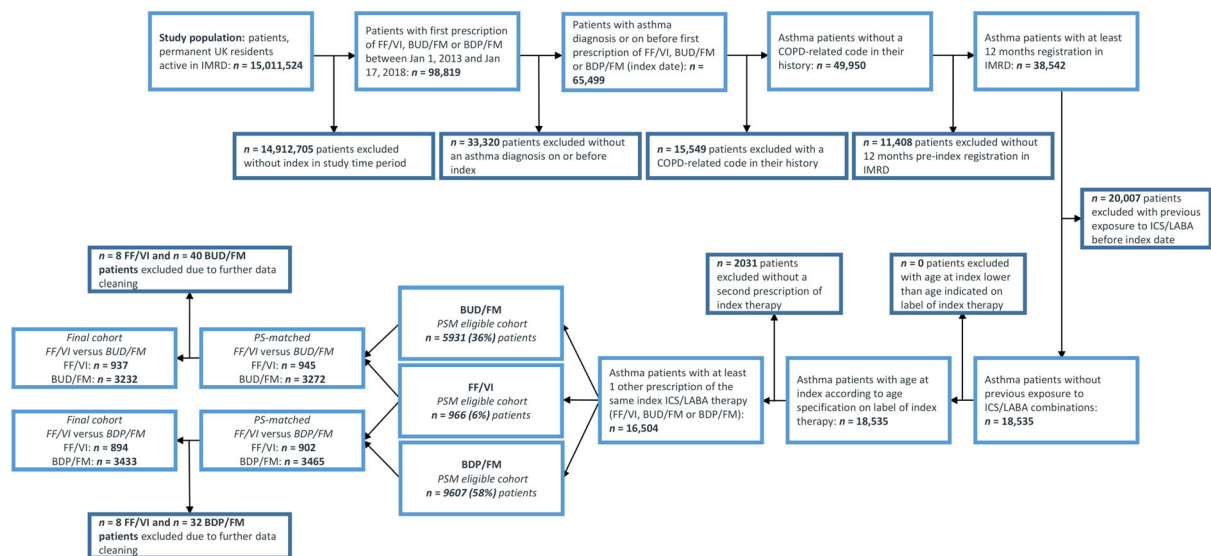 Study population: patients,
permanent UK residents
active in IMRD: n = 15,011,524
Patients with first prescription
of FF/VI, BUD/FM or BDP/FM
between Jan 1, 2013 and Jan
17, 2018: n = 98,819
Patients with asthma
diagnosis or on before first
prescription of FF/VI, BUD/FM
or BDP/FM (index date): n =
65,499
Asthma patients without a
COPD-related code in their
history: n = 49,950
Asthma patients with at least
12 months registration in
IMRD: n = 38,542
n = 14,912,705 patients excluded
without index in study time
period
n = 33,320 patients excluded without
an asthma diagnosis on or before
index
n = 15,549 patients excluded with a
COPD-related code in their history
n = 11,408 patients excluded without
12 months pre-index registration in
IMRD
n = 20,007 patients
excluded with previous
exposure to ICS/LABA
before index date
n = 8 FF/VI and n = 40 BUD/FM
patients excluded due to further data
cleaning
n = 2031 patients
excluded without a
second prescription of
index therapy
n = 0 patients excluded
with age at index lower
than age indicated on
label of index therapy
Final cohort
FF/VI versus BUD/FM
FF/VI: n = 937
BUD/FM: n = 3232
PS-matched
FF/VI versus BUD/FM
FF/VI: n = 945
BUD/FM: n = 3272
BUD/FM
PSM eligible cohort
n = 5931 (36%) patients
FF/VI
PSM eligible cohort
n = 966 (6%) patients
BDP/FM
PSM eligible cohort
n = 9607 (58%) patients
Asthma patients with at least
1 other prescription of the
same index ICS/LABA therapy
(FF/VI, BUD/FM or BDP/FM):
n = 16,504
Asthma patients with age at
index according to age
specification on label of index
therapy: n = 18,535
Asthma patients without
previous exposure to
ICS/LABA combinations:
n = 18,535
Final cohort
FF/VI versus BDP/FM
FF/VI: n = 894
BDP/FM: n = 3433
PS-matched
FF/VI versus BDP/FM
FF/VI: n = 902
BDP/FM: n = 3465
n = 8 FF/VI and n = 32 BDP/FM
patients excluded due to further data
cleaning